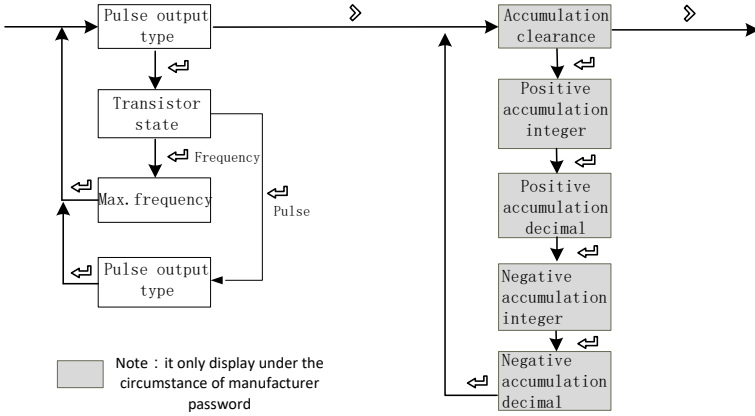 Pulse output
type
Transistor
state
Frequency
Max.frequency
Pulse
Pulse output
type
Accumulation
clearance
Positive
accumulation
integer
Positive
accumulation
decimal
Negative
accumulation
integer
Negative
accumulation
decimal
Note : it only display under the
circumstance of manufacturer
password